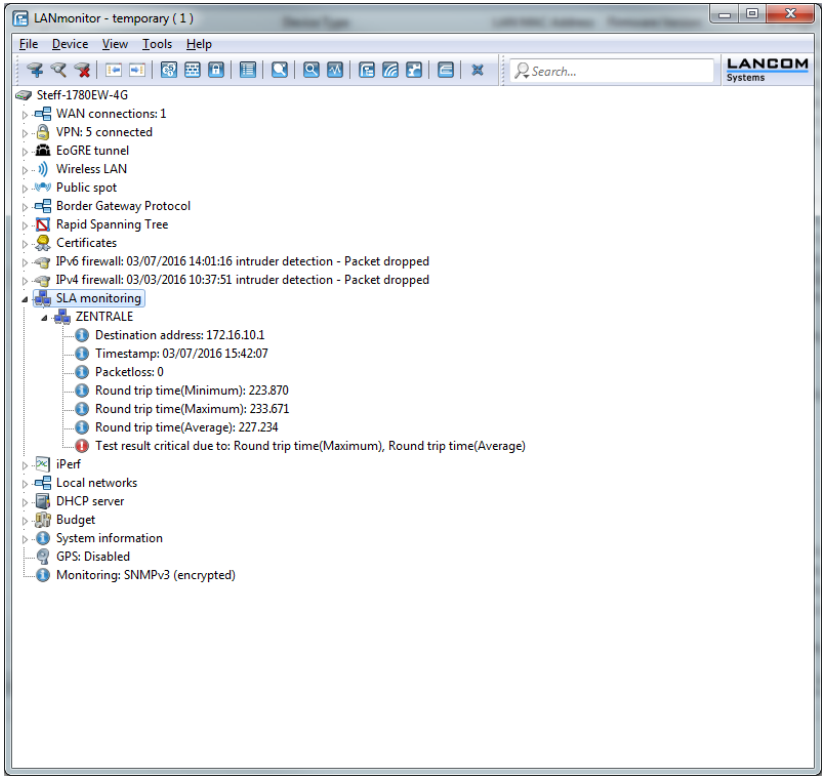 LANmonitor - temporary ( 1 )
File Device View Tools Help
Search...
LANCOM
Systems
Steff-1780EW-4G
WAN connections: 1
VPN: 5 connected
EoGRE tunnel
Wireless LAN
Public spot
Border Gateway Protocol
Rapid Spanning Tree
Certificates
IPv6 firewall: 03/07/2016 14:01:16 intruder detection - Packet dropped
IPv4 firewall: 03/03/2016 10:37:51 intruder detection - Packet dropped
SLA monitoring
ZENTRALE
Destination address: 172.16.10.1
Timestamp: 03/07/2016 15:42:07
Packetloss: 0
Round trip time(Minimum): 223.870
Round trip time(Maximum): 233.671
Round trip time(Average): 227.234
Test result critical due to: Round trip time(Maximum), Round trip time(Average)
iPerf
Local networks
DHCP server
Budget
System information
GPS: Disabled
Monitoring: SNMPv3 (encrypted)